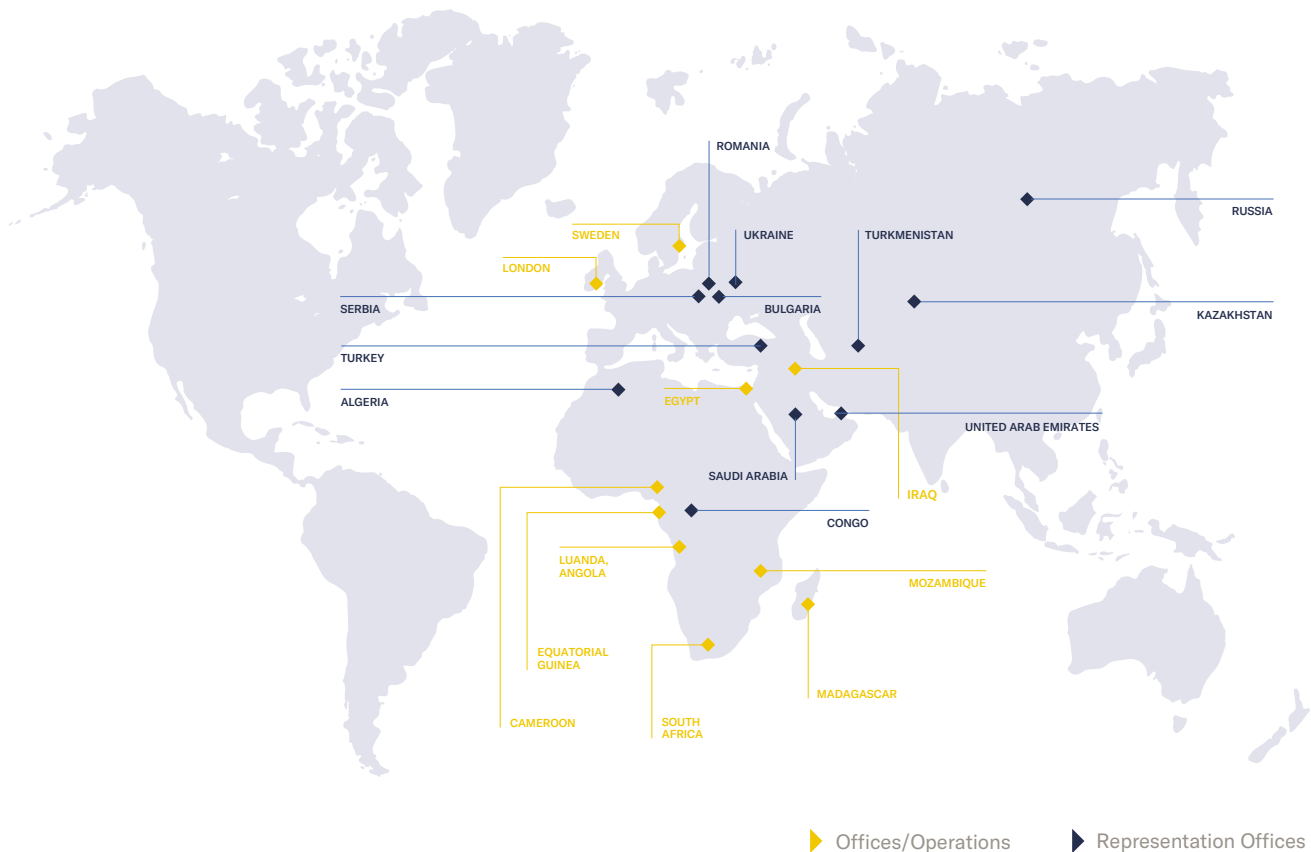 ROMANIA
RUSSIA
SWEDEN
UKRAINE
TURKMENISTAN
LONDON
SERBIA
BULGARIA
KAZAKHSTAN
TURKEY
ALGERIA
EGYPT
UNITED ARAB EMIRATES
SAUDI ARABIA
IRAQ
CONGO
LUANDA,
ANGOLA
MOZAMBIQUE
EQUATORIAL
GUINEA
MADAGASCAR
CAMEROON
SOUTH
AFRICA
Offices/Operations
Representation Offices